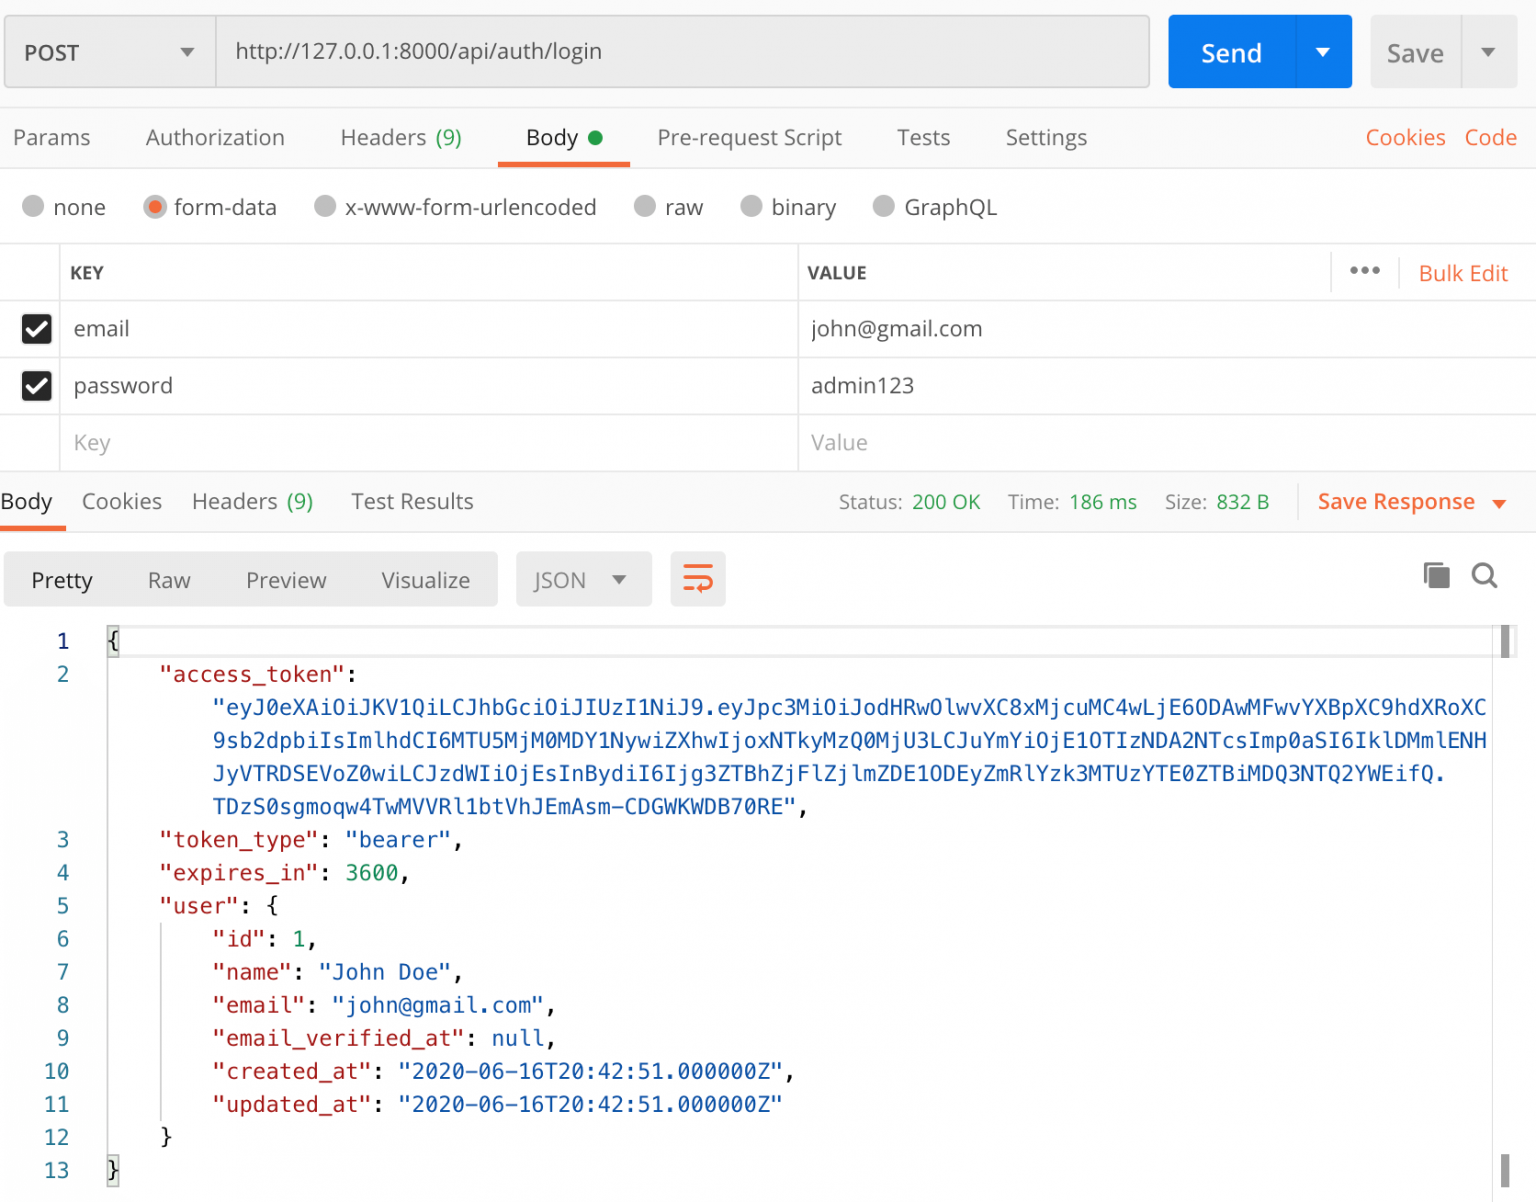 POST http://127.0.0.1:8000/api/auth/login Send Save
Params Authorization Headers (9) Body Pre-request Script Tests Settings Cookies Code
none form-data x-www-form-urlencoded raw binary GraphQL
KEY VALUE ••• Bulk Edit
email john@gmail.com
password admin123
Key Value
Body Cookies Headers (9) Test Results Status: 200 OK Time: 186 ms Size: 832 B Save Response
Pretty Raw Preview Visualize JSON
1 {
2 "access_token":
"eyJ0eXAiOiJKV1QiLCJhbGciOiJIUzI1NiJ9.eyJpc3MiOiJodHRwOlwvXC8xMjcuMC4wLjE6ODAwMFwvYXBpXC9hdXRoXC
9sb2dpbiIsImlhdCI6MTU5MjM0MDY1NywiZXhwIjoxNTkyMzQ0MjU3LCJuYmYiOjE1OTIzNDA2NTcsImp0aSI6IklDMmlENH
JyVTRDSEVoZ0wiLCJzdWIiOjEsInBydiI6Ijg3ZTBhZjFlZjlmZDE1ODEyZmRlYzk3MTUzYTE0ZTBiMDQ3NTQ2YWEifQ.
TDzS0sgmoqw4TwMVVRl1btVhJEmAsm-CDGWKWDB70RE",
3 "token_type": "bearer",
4 "expires_in": 3600,
5 "user": {
6 "id": 1,
7 "name": "John Doe",
8 "email": "john@gmail.com",
9 "email_verified_at": null,
10 "created_at": "2020-06-16T20:42:51.000000Z",
11 "updated_at": "2020-06-16T20:42:51.000000Z"
12 }
13 }